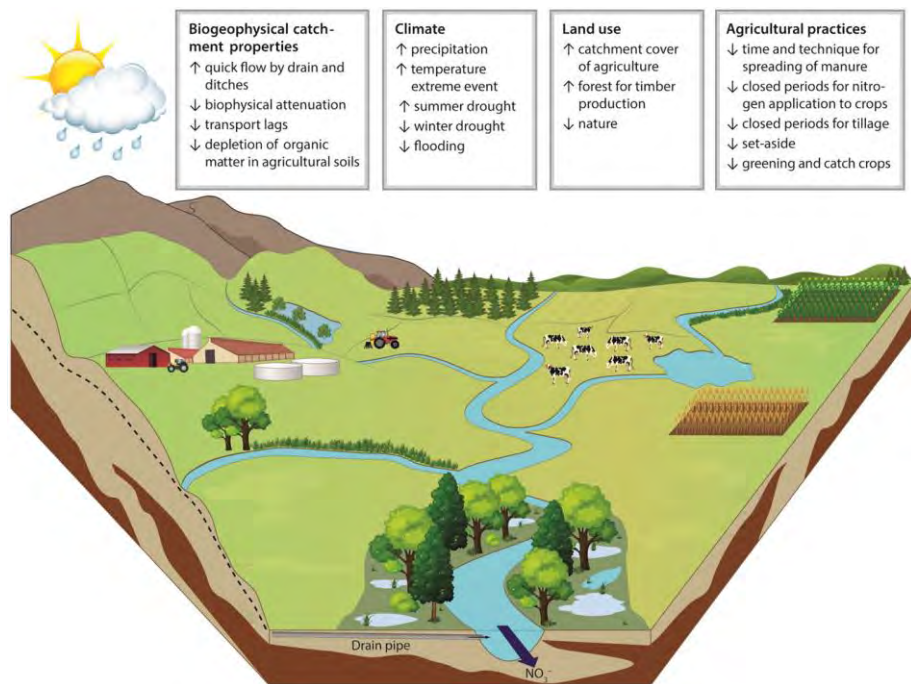 Biogeophysical catch-
ment properties
↑ quick flow by drain and
ditches
↓ biophysical attenuation
↓ transport lags
↓ depletion of organic
matter in agricultural soils
Climate
↑ precipitation
↑ temperature
extreme event
↑ summer drought
↓ winter drought
↓ flooding
Land use
↑ catchment cover
of agriculture
↑ forest for timber
production
↓ nature
Agricultural practices
↓ time and technique for
spreading of manure
↓ closed periods for nitro-
gen application to crops
↓ closed periods for tillage
↓ set-aside
↓ greening and catch crops
Drain pipe
NO₃⁻